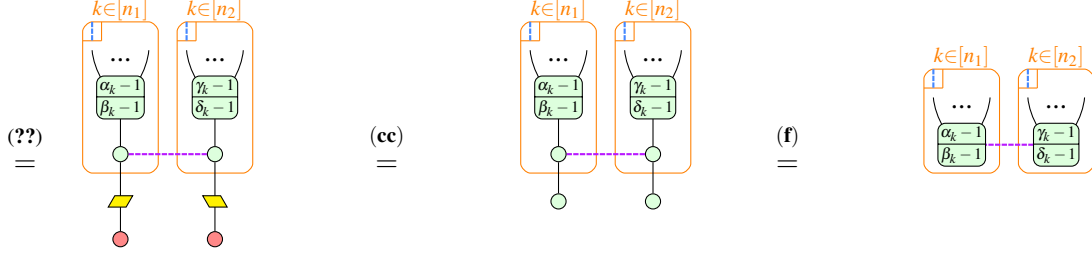 k∈[n₁] k∈[n₂] k∈[n₁] k∈[n₂]
k∈[n₁] k∈[n₂]
... ... ... ...
αₖ − 1 γₖ − 1 αₖ − 1 γₖ − 1 ... ...
βₖ − 1 δₖ − 1 βₖ − 1 δₖ − 1
(??) (cc) (f) αₖ − 1 γₖ − 1
= = = βₖ − 1 δₖ − 1